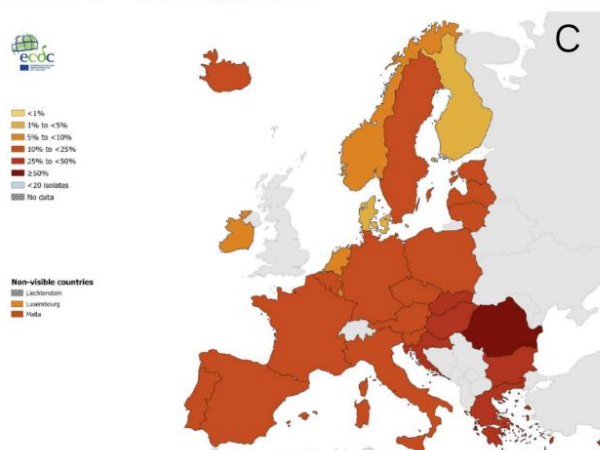 C
ecdc
<1%
1% to <5%
5% to <10%
10% to <25%
25% to <50%
≥50%
<20 isolates
No data
Non-visible countries
Liechtenstein
Luxembourg
Malta